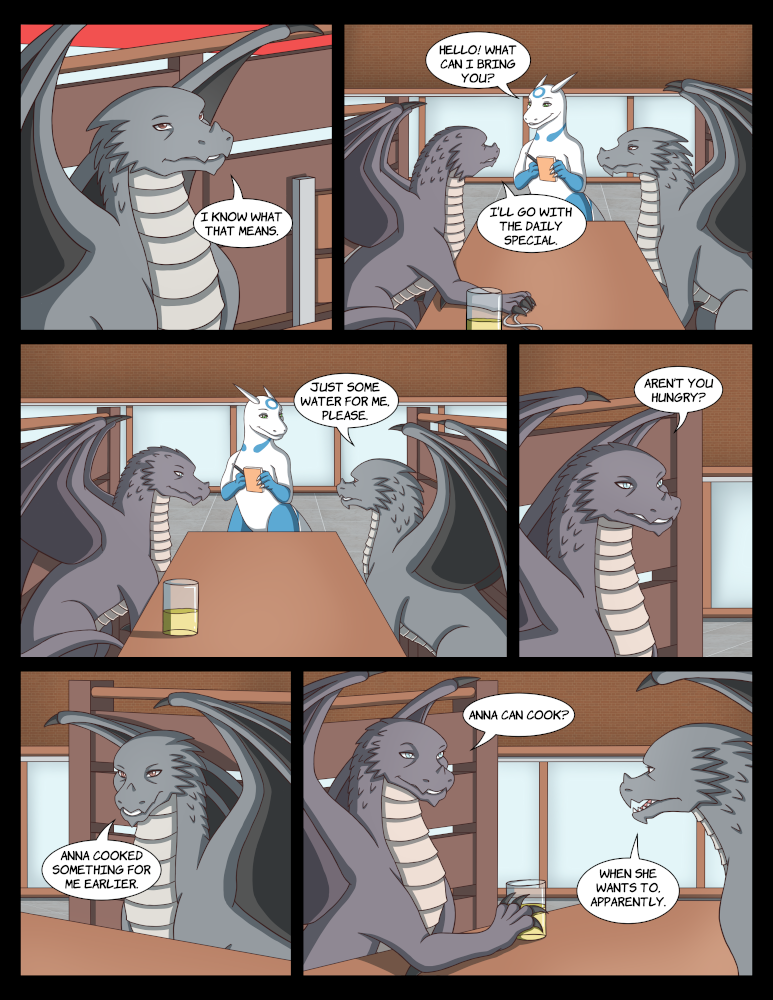 I KNOW WHAT
THAT MEANS.
HELLO! WHAT
CAN I BRING
YOU?
I'LL GO WITH
THE DAILY
SPECIAL.
JUST SOME
WATER FOR ME,
PLEASE.
AREN'T YOU
HUNGRY?
ANNA COOKED
SOMETHING FOR
ME EARLIER.
ANNA CAN COOK?
WHEN SHE
WANTS TO,
APPARENTLY.